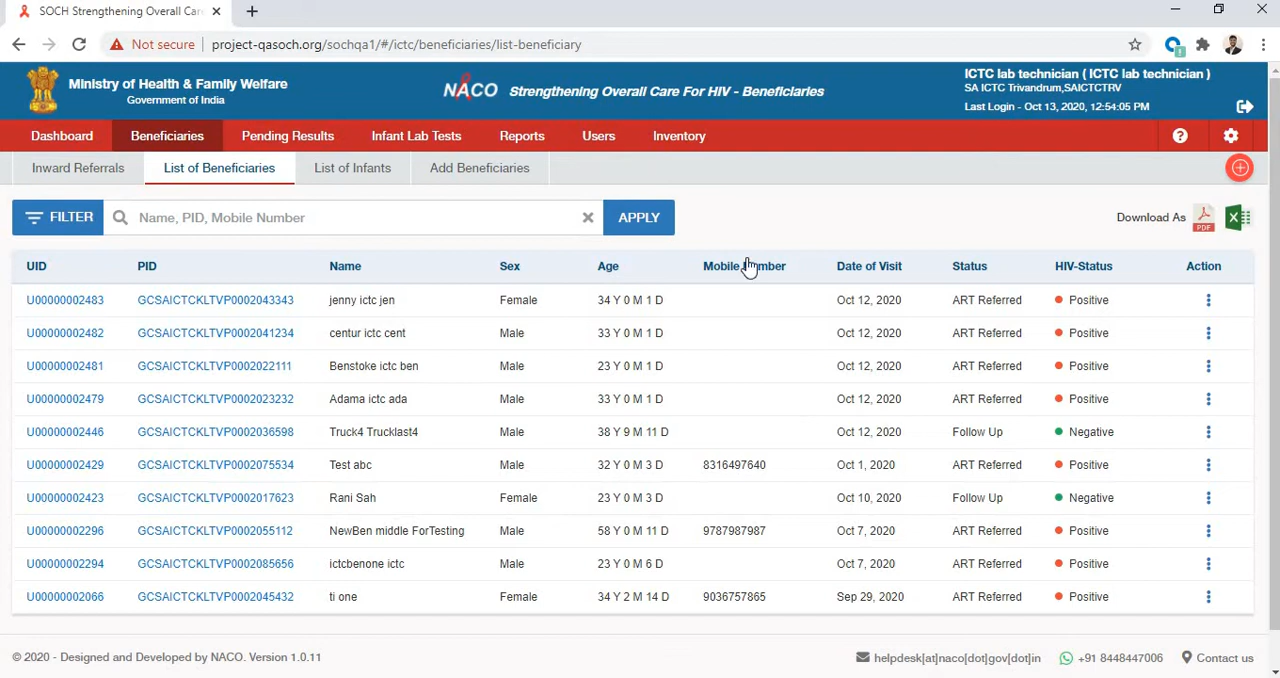 SOCH Strengthening Overall Car
Not secure project-qasoch.org/sochqa1/#/ictc/beneficiaries/list-beneficiary
Ministry of Health & Family Welfare
Government of India
NACO Strengthening Overall Care For HIV - Beneficiaries
ICTC lab technician ( ICTC lab technician )
SA ICTC Trivandrum,SAICTCTRV
Last Login - Oct 13, 2020, 12:54:05 PM
Dashboard Beneficiaries Pending Results Infant Lab Tests Reports Users Inventory
Inward Referrals List of Beneficiaries List of Infants Add Beneficiaries
FILTER Name, PID, Mobile Number APPLY Download As PDF
UID PID Name Sex Age Mobile Number Date of Visit Status HIV-Status Action
U00000002483 GCSAICTCKLTVP0002043343 jenny ictc jen Female 34 Y 0 M 1 D Oct 12, 2020 ART Referred Positive
U00000002482 GCSAICTCKLTVP0002041234 centur ictc cent Male 33 Y 0 M 1 D Oct 12, 2020 ART Referred Positive
U00000002481 GCSAICTCKLTVP0002022111 Benstoke ictc ben Male 23 Y 0 M 1 D Oct 12, 2020 ART Referred Positive
U00000002479 GCSAICTCKLTVP0002023232 Adama ictc ada Male 33 Y 0 M 1 D Oct 12, 2020 ART Referred Positive
U00000002446 GCSAICTCKLTVP0002036598 Truck4 Trucklast4 Male 38 Y 9 M 11 D Oct 12, 2020 Follow Up Negative
U00000002429 GCSAICTCKLTVP0002075534 Test abc Male 32 Y 0 M 3 D 8316497640 Oct 1, 2020 ART Referred Positive
U00000002423 GCSAICTCKLTVP0002017623 Rani Sah Female 23 Y 0 M 3 D Oct 10, 2020 Follow Up Negative
U00000002296 GCSAICTCKLTVP0002055112 NewBen middle ForTesting Male 58 Y 0 M 11 D 9787987987 Oct 7, 2020 ART Referred Positive
U00000002294 GCSAICTCKLTVP0002085656 ictcbenone ictc Male 23 Y 0 M 6 D Oct 7, 2020 ART Referred Positive
U00000002066 GCSAICTCKLTVP0002045432 ti one Female 34 Y 2 M 14 D 9036757865 Sep 29, 2020 ART Referred Positive
© 2020 - Designed and Developed by NACO. Version 1.0.11 helpdesk[at]naco[dot]gov[dot]in +91 8448447006 Contact us